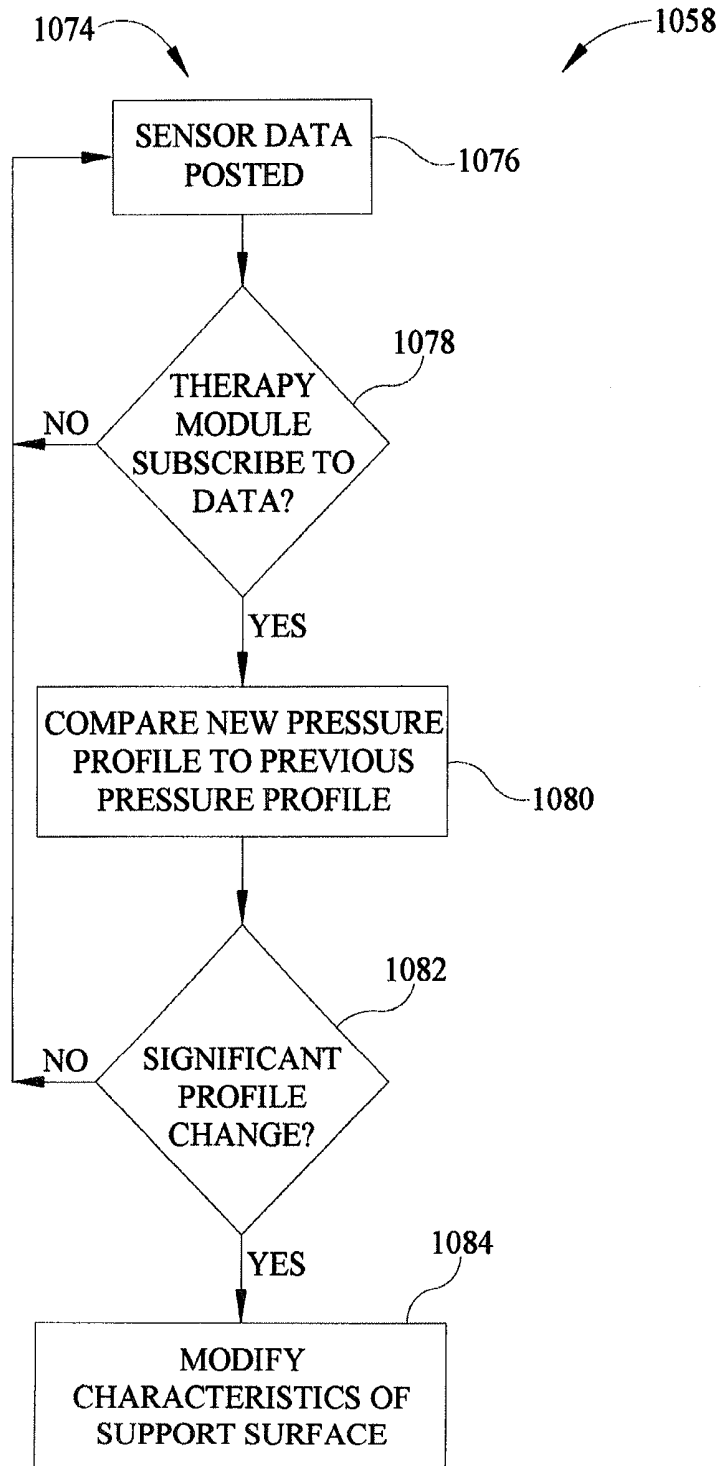 1074
1058
SENSOR DATA
POSTED
1076
1078
THERAPY
MODULE
SUBSCRIBE TO
DATA?
NO
YES
COMPARE NEW PRESSURE
PROFILE TO PREVIOUS
PRESSURE PROFILE
1080
1082
SIGNIFICANT
PROFILE
CHANGE?
NO
YES
1084
MODIFY
CHARACTERISTICS OF
SUPPORT SURFACE